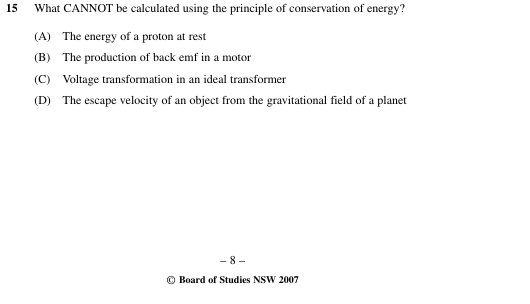 15 What CANNOT be calculated using the principle of conservation of energy?
(A) The energy of a proton at rest
(B) The production of back emf in a motor
(C) Voltage transformation in an ideal transformer
(D) The escape velocity of an object from the gravitational field of a planet
– 8 –
© Board of Studies NSW 2007